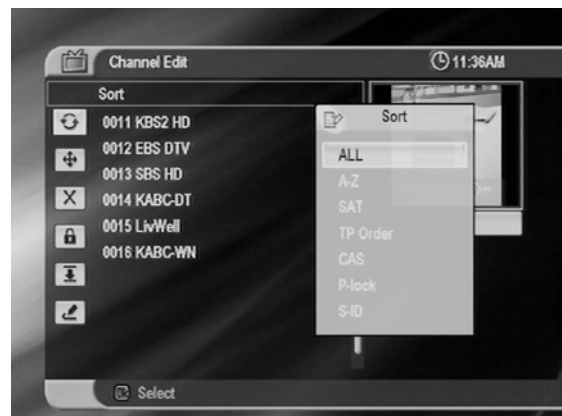 Channel Edit
11:36AM
Sort
0011 KBS2 HD
0012 EBS DTV
0013 SBS HD
0014 KABC-DT
0015 LivWell
0016 KABC-WN
Sort
ALL
A-Z
SAT
TP Order
CAS
P-lock
S-ID
Select